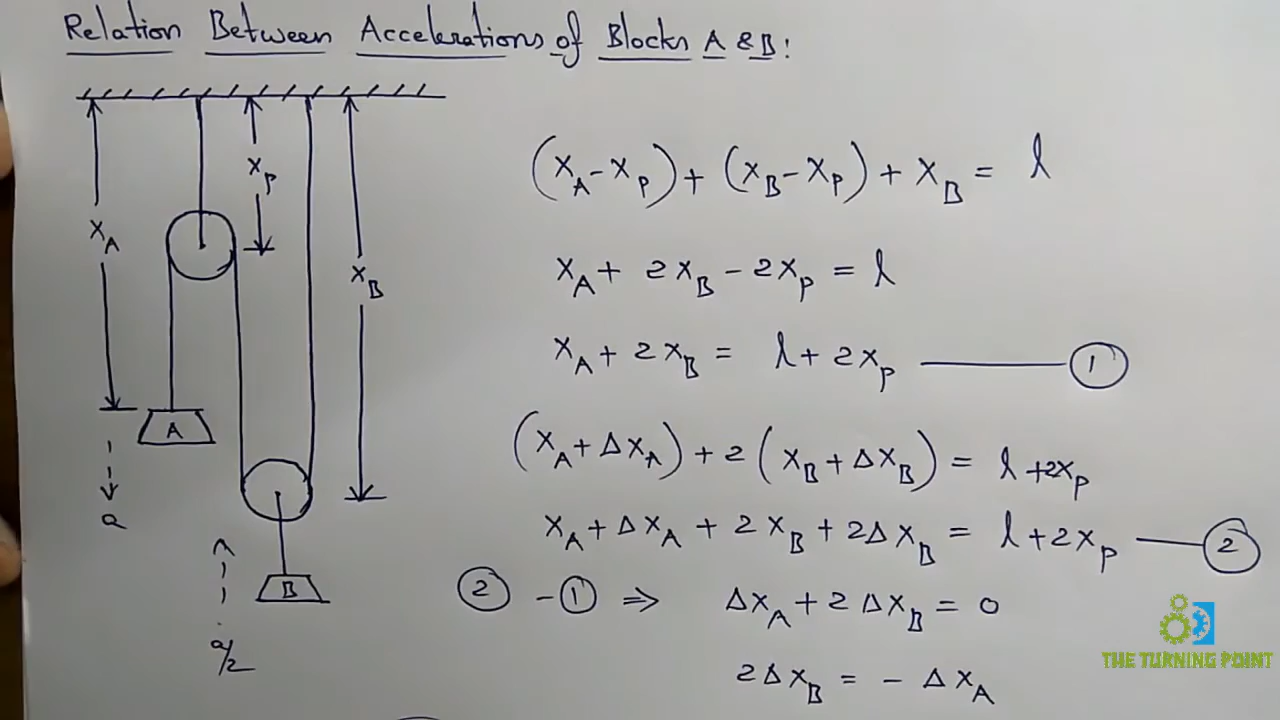 Relation Between Accelerations of Blocks A & B:
x_A
x_P
x_B
A
B
a
a/2
(x_A - x_P) + (x_B - x_P) + x_B = l
x_A + 2x_B - 2x_P = l
x_A + 2x_B = l + 2x_P ——— ①
(x_A + Δx_A) + 2(x_B + Δx_B) = l + 2x_P
x_A + Δx_A + 2x_B + 2Δx_B = l + 2x_P — ②
② - ① ⇒ Δx_A + 2Δx_B = 0
2Δx_B = - Δx_A
THE TURNING POINT